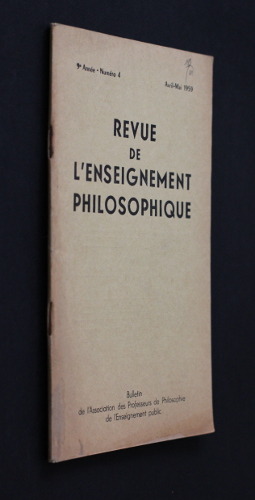 9e Année - Numéro 4
Avril-Mai 1959
REVUE
DE
L'ENSEIGNEMENT
PHILOSOPHIQUE
Bulletin
de l'Association des Professeurs de Philosophie
de l'Enseignement public